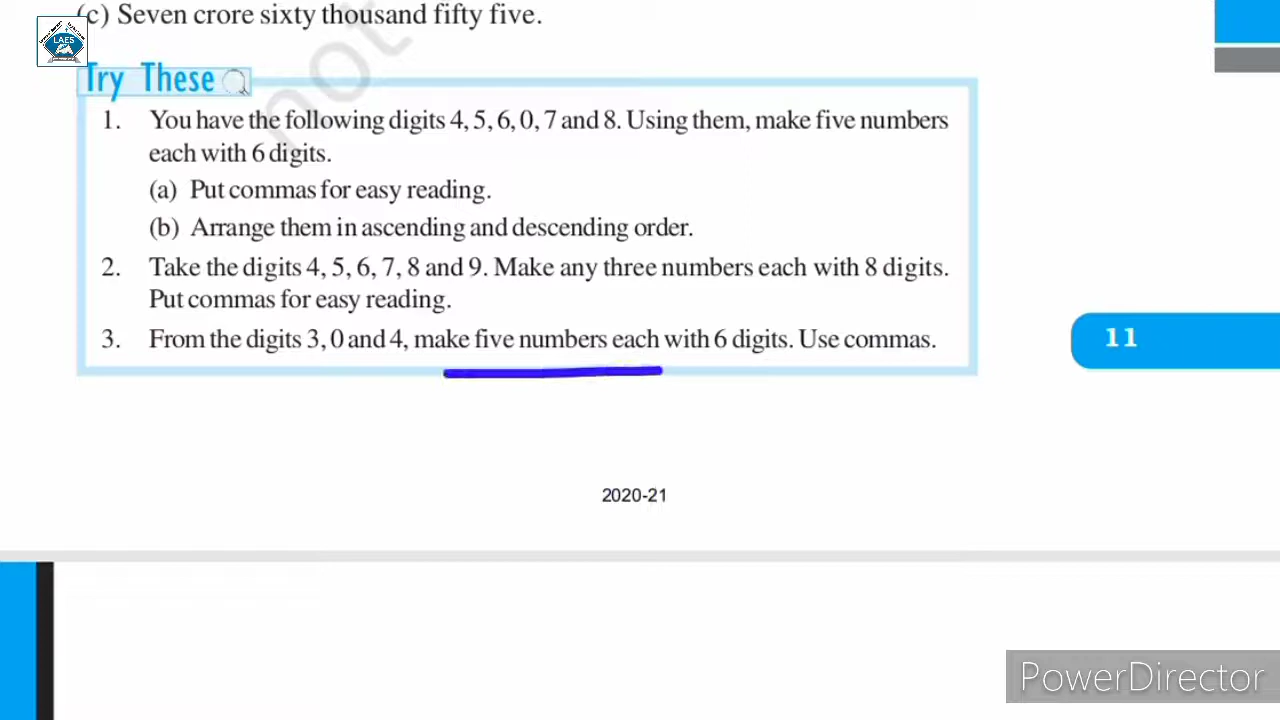 (c) Seven crore sixty thousand fifty five.
LAES
not
Try These
1. You have the following digits 4, 5, 6, 0, 7 and 8. Using them, make five numbers
each with 6 digits.
(a) Put commas for easy reading.
(b) Arrange them in ascending and descending order.
2. Take the digits 4, 5, 6, 7, 8 and 9. Make any three numbers each with 8 digits.
Put commas for easy reading.
3. From the digits 3, 0 and 4, make five numbers each with 6 digits. Use commas.
11
2020-21
PowerDirector